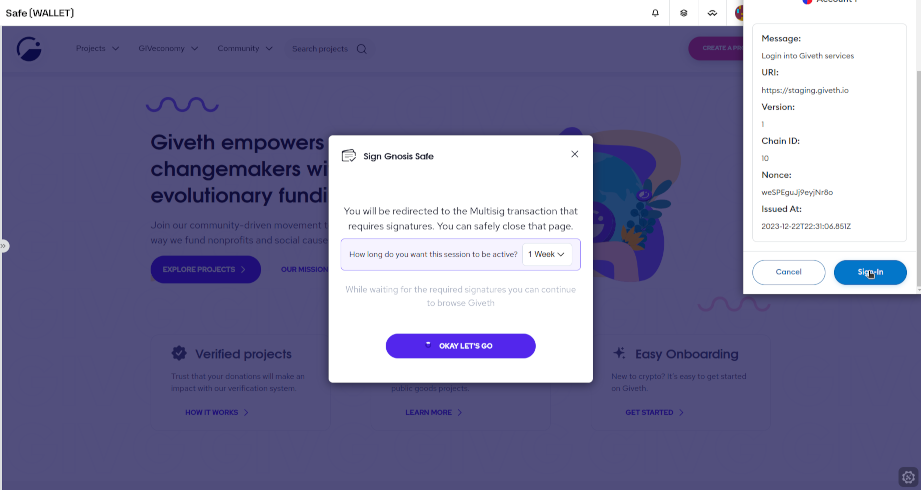 Safe{WALLET}
Projects
GIVeconomy
Community
Search projects
CREATE A PRO
Giveth empowers
changemakers wi
evolutionary fundi
Join our community-driven movement t
way we fund nonprofits and social cause
EXPLORE PROJECTS
OUR MISSION
Sign Gnosis Safe
You will be redirected to the Multisig transaction that
requires signatures. You can safely close that page.
How long do you want this session to be active?
1 Week
While waiting for the required signatures you can continue
to browse Giveth
OKAY LET'S GO
Verified projects
Trust that your donations will make an
impact with our verification system.
HOW IT WORKS
public goods projects.
LEARN MORE
Easy Onboarding
New to crypto? It's easy to get started
on Giveth.
GET STARTED
Message:
Login into Giveth services
URI:
https://staging.giveth.io
Version:
1
Chain ID:
10
Nonce:
weSPEguJj9eyjNr8o
Issued At:
2023-12-22T22:31:06.851Z
Cancel
Sign-In